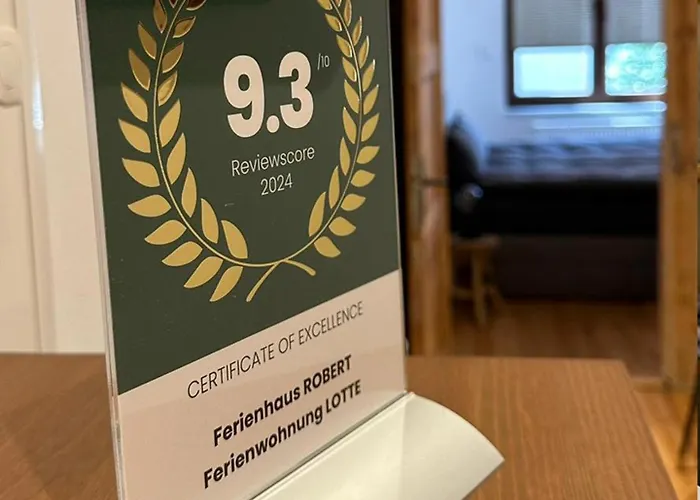 9.3 /10
Reviewscore
2024
CERTIFICATE OF EXCELLENCE
Ferienhaus ROBERT
Ferienwohnung LOTTE